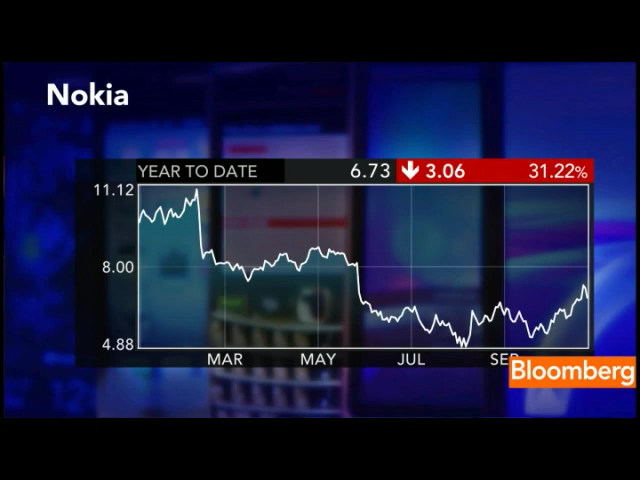 Nokia
YEAR TO DATE 6.73 3.06 31.22%
11.12
8.00
4.88
MAR MAY JUL SEP
Bloomberg